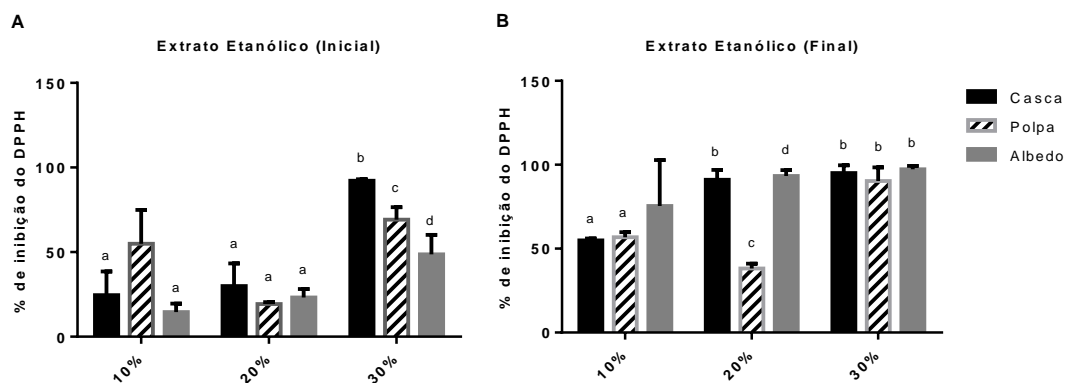 A
Extrato Etanólico (Inicial)
% de inibição do DPPH
150
100
50
0
a
a
a
a
a
b
c
d
10%
20%
30%
B
Extrato Etanólico (Final)
% de inibição do DPPH
150
100
50
0
a
a
b
c
d
b
b
b
10%
20%
30%
Casca
Polpa
Albedo